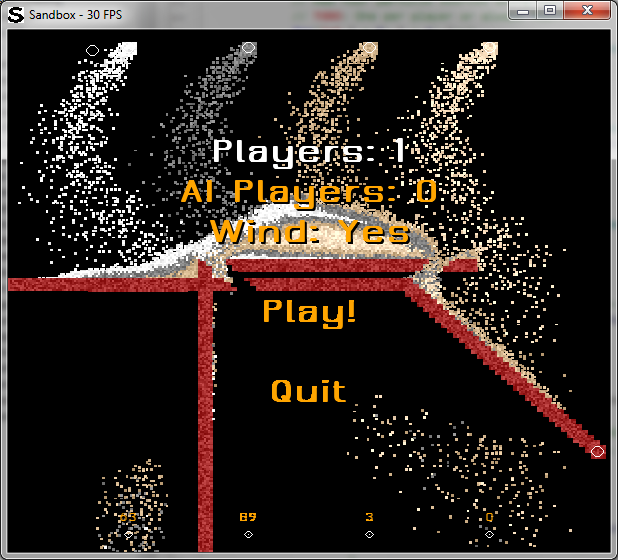 Sandbox - 30 FPS
Players: 1
AI Players: 0
Wind: Yes
Play!
Quit
89 3 0